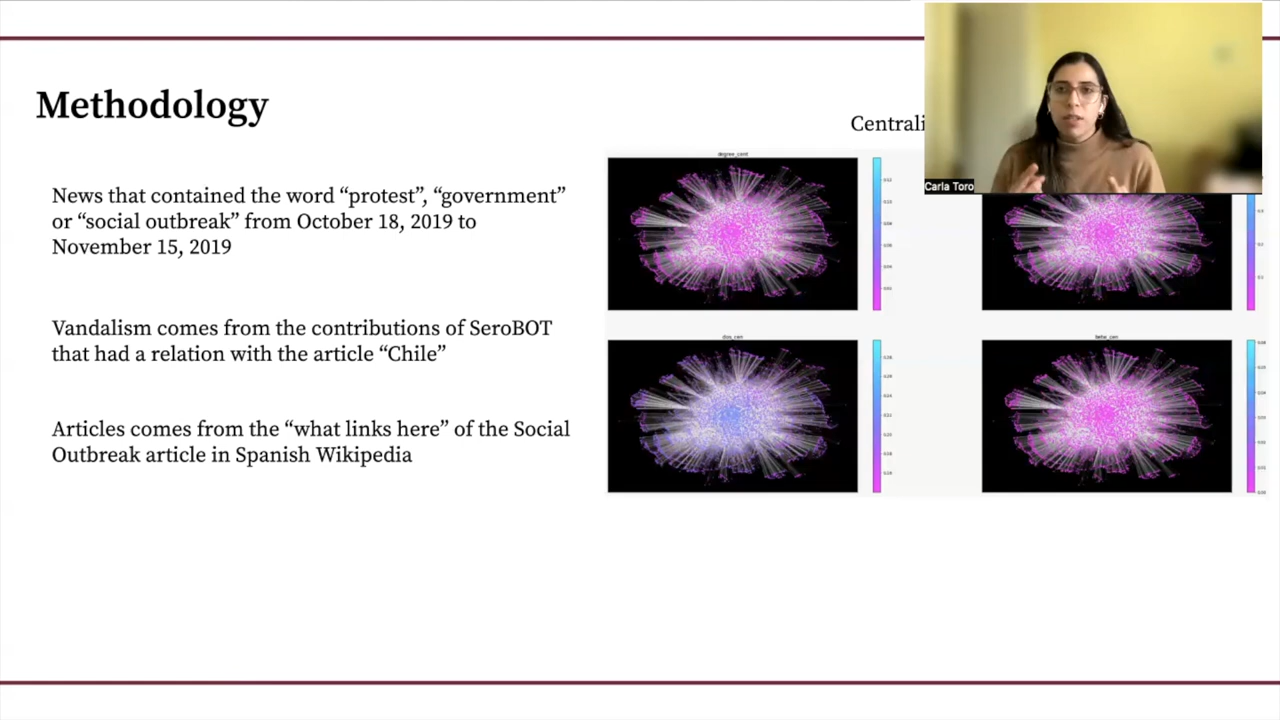 Methodology
News that contained the word “protest”, “government”
or “social outbreak” from October 18, 2019 to
November 15, 2019
Vandalism comes from the contributions of SeroBOT
that had a relation with the article “Chile”
Articles comes from the “what links here” of the Social
Outbreak article in Spanish Wikipedia
Centrali
Carla Toro